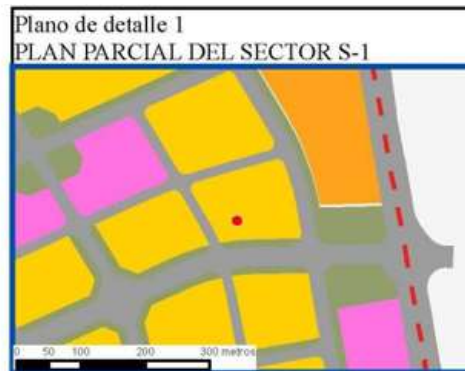 Plano de detalle 1
PLAN PARCIAL DEL SECTOR S-1
0 50 100 200 300 metros